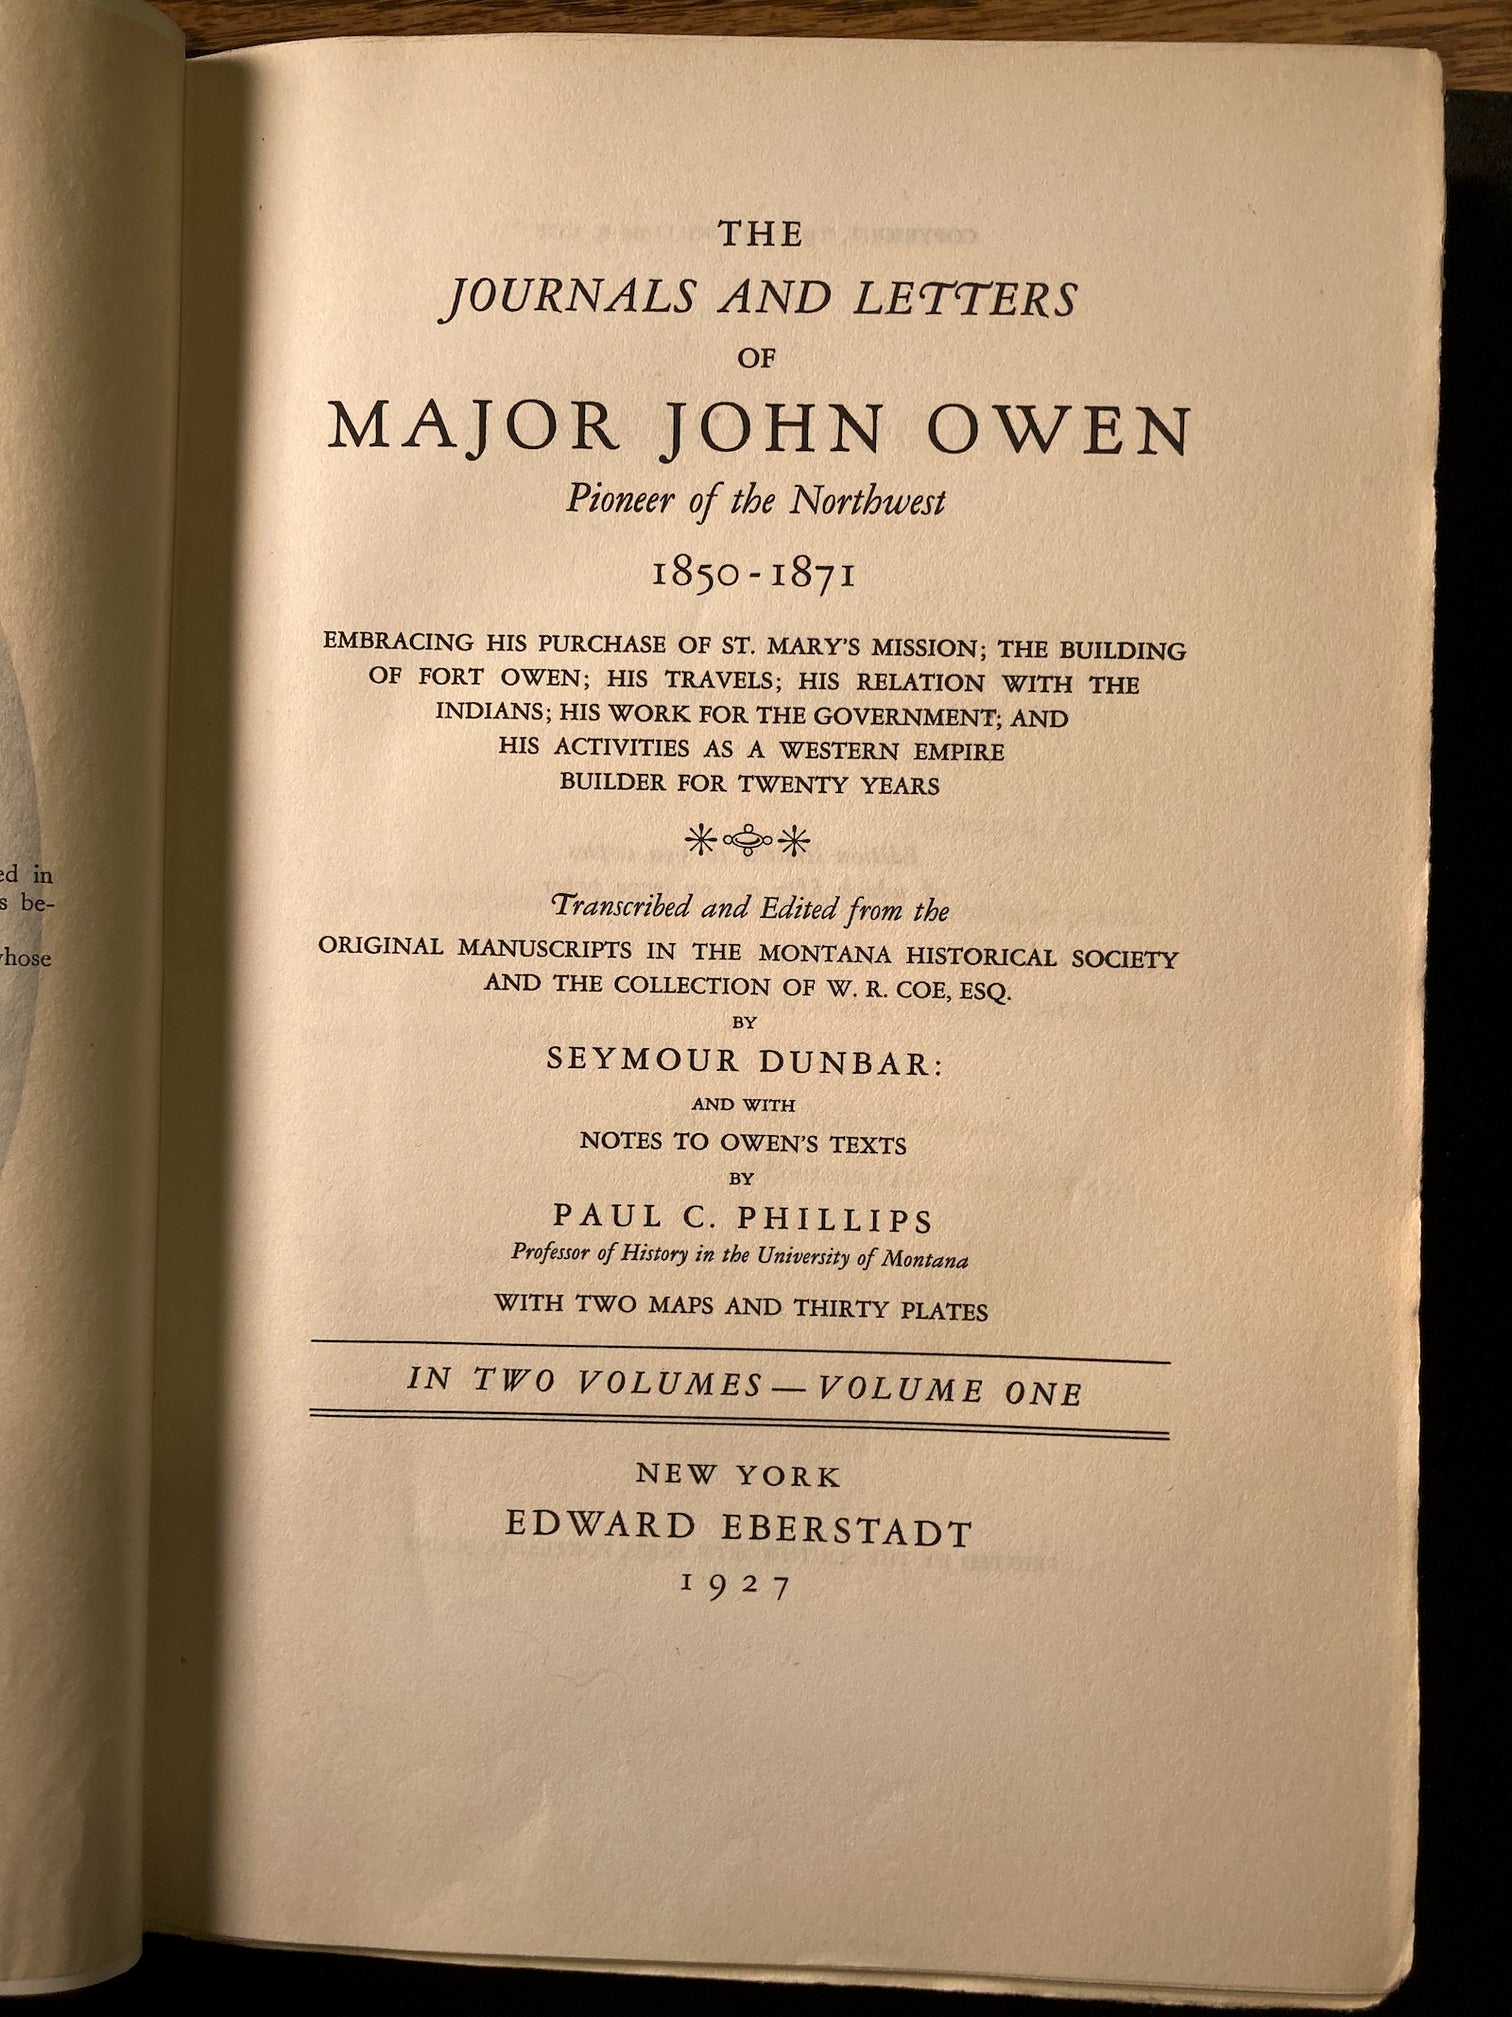 ed in
s be-
whose
THE
JOURNALS AND LETTERS
OF
MAJOR JOHN OWEN
Pioneer of the Northwest
1850-1871
EMBRACING HIS PURCHASE OF ST. MARY'S MISSION; THE BUILDING
OF FORT OWEN; HIS TRAVELS; HIS RELATION WITH THE
INDIANS; HIS WORK FOR THE GOVERNMENT; AND
HIS ACTIVITIES AS A WESTERN EMPIRE
BUILDER FOR TWENTY YEARS
Transcribed and Edited from the
ORIGINAL MANUSCRIPTS IN THE MONTANA HISTORICAL SOCIETY
AND THE COLLECTION OF W. R. COE, ESQ.
BY
SEYMOUR DUNBAR:
AND WITH
NOTES TO OWEN'S TEXTS
BY
PAUL C. PHILLIPS
Professor of History in the University of Montana
WITH TWO MAPS AND THIRTY PLATES
IN TWO VOLUMES — VOLUME ONE
NEW YORK
EDWARD EBERSTADT
1927